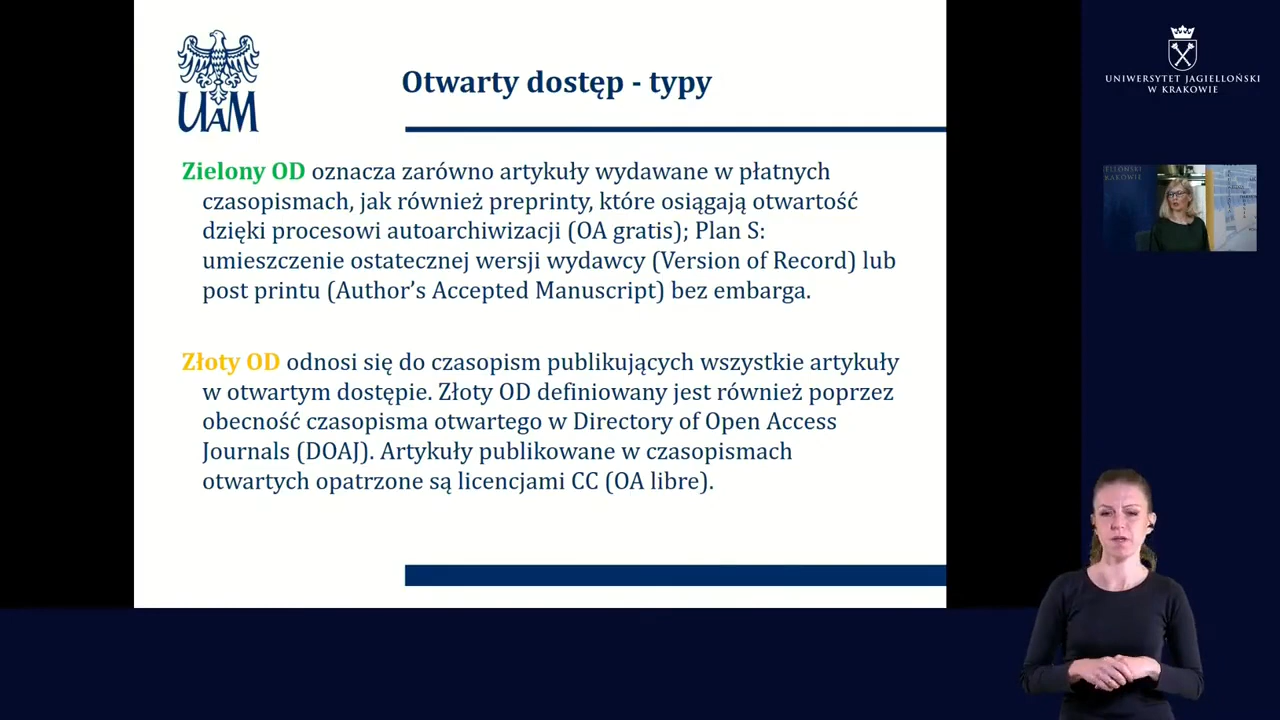 UAM
Otwarty dostęp - typy
Zielony OD oznacza zarówno artykuły wydawane w płatnych
czasopismach, jak również preprinty, które osiągają otwartość
dzięki procesowi autoarchiwizacji (OA gratis); Plan S:
umieszczenie ostatecznej wersji wydawcy (Version of Record) lub
post printu (Author’s Accepted Manuscript) bez embarga.
Złoty OD odnosi się do czasopism publikujących wszystkie artykuły
w otwartym dostępie. Złoty OD definiowany jest również poprzez
obecność czasopisma otwartego w Directory of Open Access
Journals (DOAJ). Artykuły publikowane w czasopismach
otwartych opatrzone są licencjami CC (OA libre).
UNIWERSYTET JAGIELLOŃSKI
W KRAKOWIE